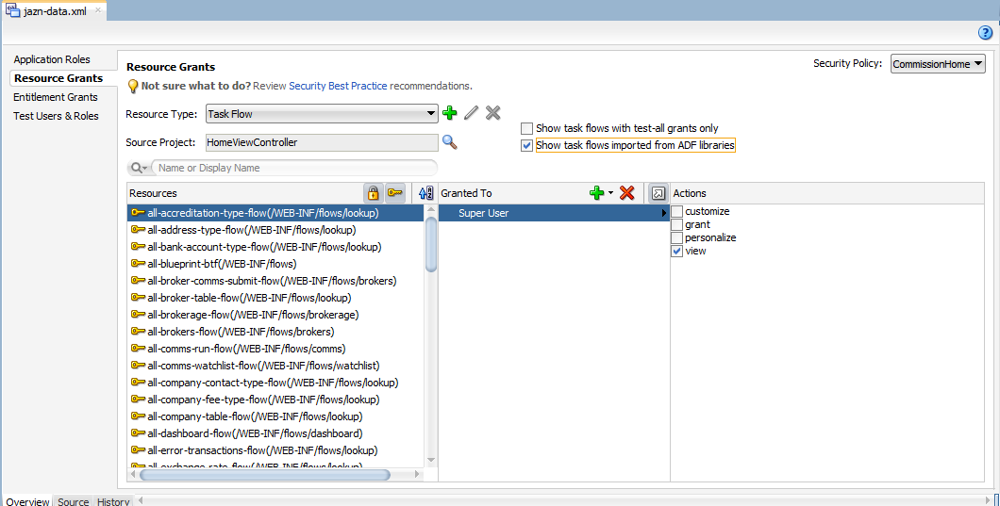 jazn-data.xml
Application Roles
Resource Grants
Entitlement Grants
Test Users & Roles
Resource Grants
Security Policy: CommissionHome
Not sure what to do? Review Security Best Practice recommendations.
Resource Type: Task Flow
Show task flows with test-all grants only
Source Project: HomeViewController
Show task flows imported from ADF libraries
Name or Display Name
Resources
Granted To
Actions
all-accreditation-type-flow(/WEB-INF/flows/lookup)
all-address-type-flow(/WEB-INF/flows/lookup)
all-bank-account-type-flow(/WEB-INF/flows/lookup)
all-blueprint-btf(/WEB-INF/flows)
all-broker-comms-submit-flow(/WEB-INF/flows/brokers)
all-broker-table-flow(/WEB-INF/flows/lookup)
all-brokerage-flow(/WEB-INF/flows/brokerage)
all-brokers-flow(/WEB-INF/flows/brokers)
all-comms-run-flow(/WEB-INF/flows/comms)
all-comms-watchlist-flow(/WEB-INF/flows/watchlist)
all-company-contact-type-flow(/WEB-INF/flows/lookup)
all-company-fee-type-flow(/WEB-INF/flows/lookup)
all-company-table-flow(/WEB-INF/flows/lookup)
all-dashboard-flow(/WEB-INF/flows/dashboard)
all-error-transactions-flow(/WEB-INF/flows/lookup)
all-exchange-rate-flow(/WEB-INF/flows/lookup)
Super User
customize
grant
personalize
view
Overview Source History